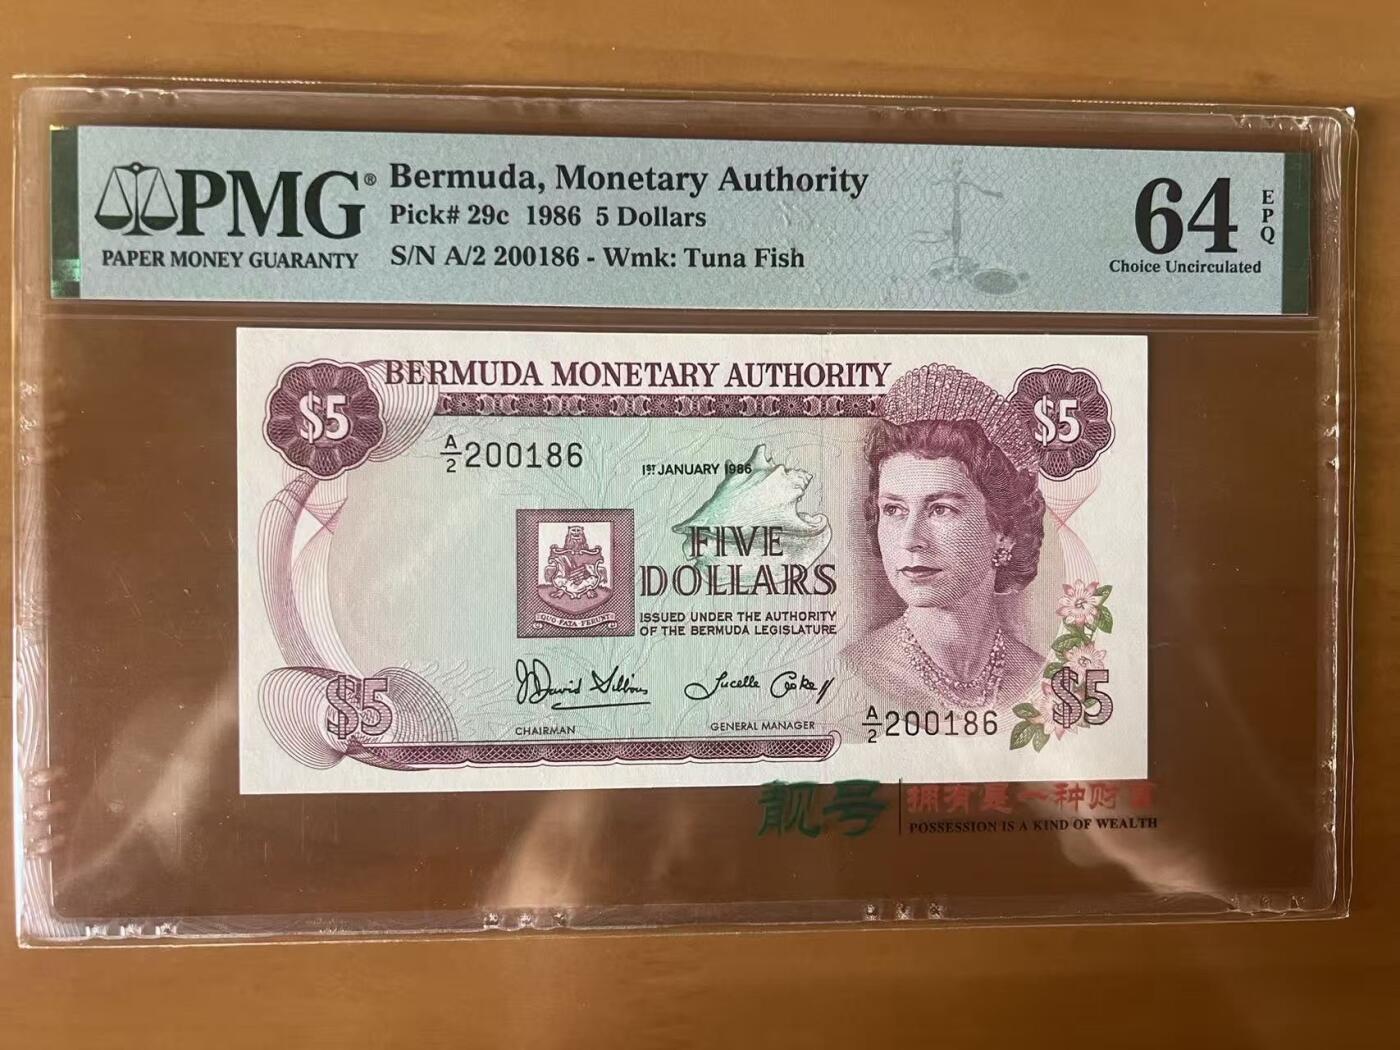 PMG®
PAPER MONEY GUARANTY
Bermuda, Monetary Authority
Pick# 29c 1986 5 Dollars
S/N A/2 200186 - Wmk: Tuna Fish
64
EPQ
Choice Uncirculated
BERMUDA MONETARY AUTHORITY
$5
$5
A/2 200186
1ST JANUARY 1986
FIVE
DOLLARS
QUO FATA FERUNT
ISSUED UNDER THE AUTHORITY
OF THE BERMUDA LEGISLATURE
CHAIRMAN
GENERAL MANAGER
$5
A/2 200186
$5
靓号
拥有是一种财富
POSSESSION IS A KIND OF WEALTH